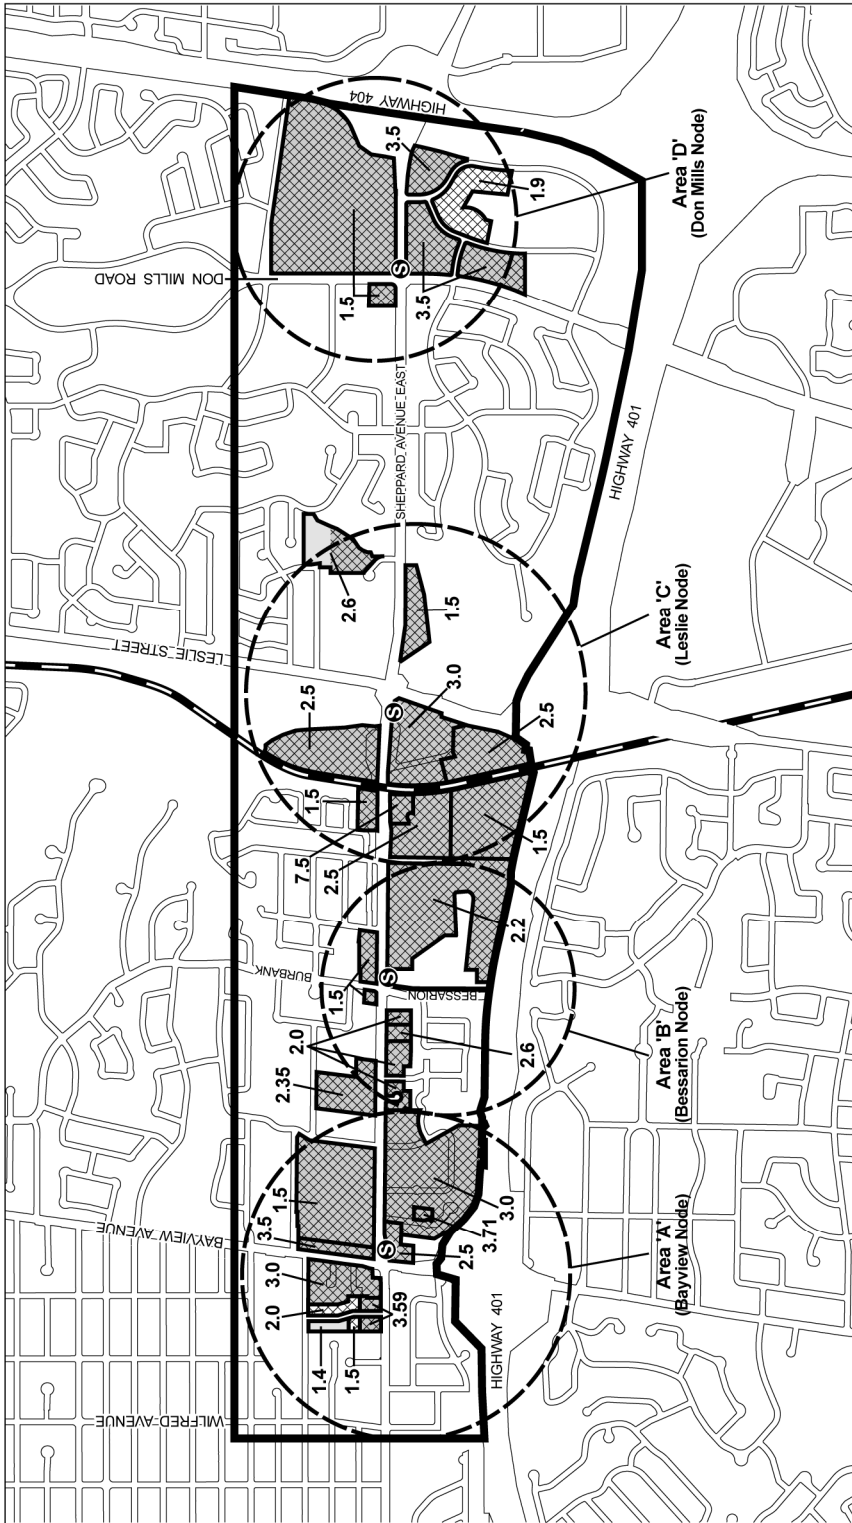 HIGHWAY 404
3.5
1.9
Area 'D'
(Don Mills Node)
DON MILLS ROAD
S
1.5
3.5
SHEPPARD AVENUE EAST
HIGHWAY 401
2.6
1.5
LESLIE STREET
Area 'C'
(Leslie Node)
2.5
S
3.0
2.5
1.5
7.5
2.5
1.5
2.2
BURBANK
1.5
S
BESSARION
2.0
2.6
2.35
Area 'B'
(Bessarion Node)
BAYVIEW AVENUE
3.5
1.5
3.0
3.71
2.5
S
3.0
2.0
3.59
1.4
1.5
Area 'A'
(Bayview Node)
HIGHWAY 401
WILFRED AVENUE